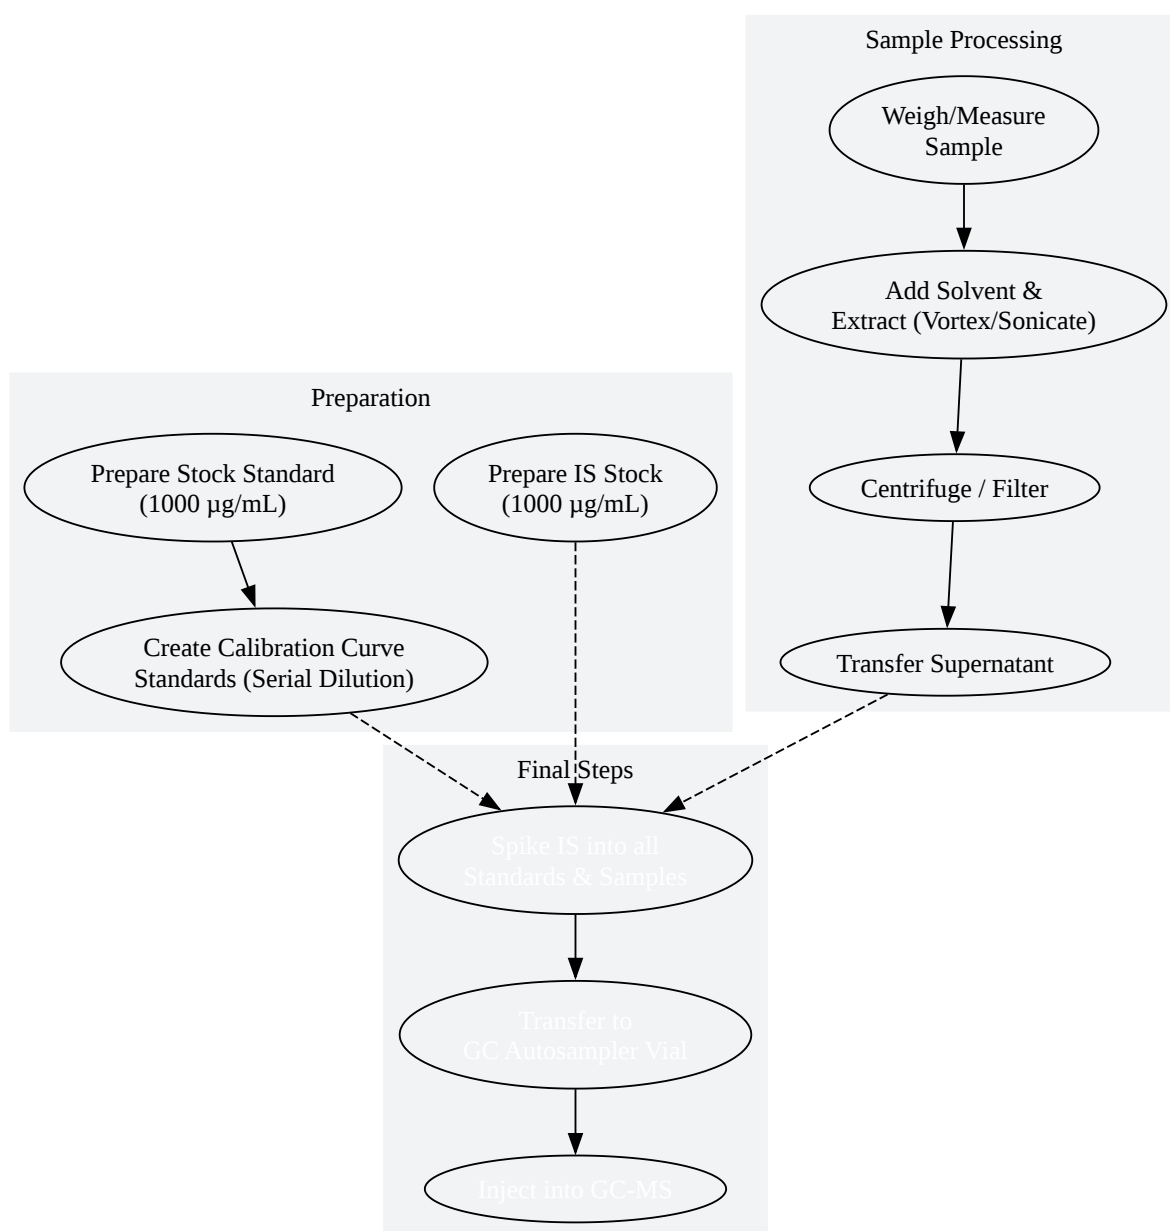 Sample Processing
Weigh/Measure
Sample
Add Solvent &
Extract (Vortex/Sonicate)
Centrifuge / Filter
Transfer Supernatant
Preparation
Prepare Stock Standard
(1000 µg/mL)
Prepare IS Stock
(1000 µg/mL)
Create Calibration Curve
Standards (Serial Dilution)
Final Steps
Spike IS into all
Standards & Samples
Transfer to
GC Autosampler Vial
Inject into GC-MS